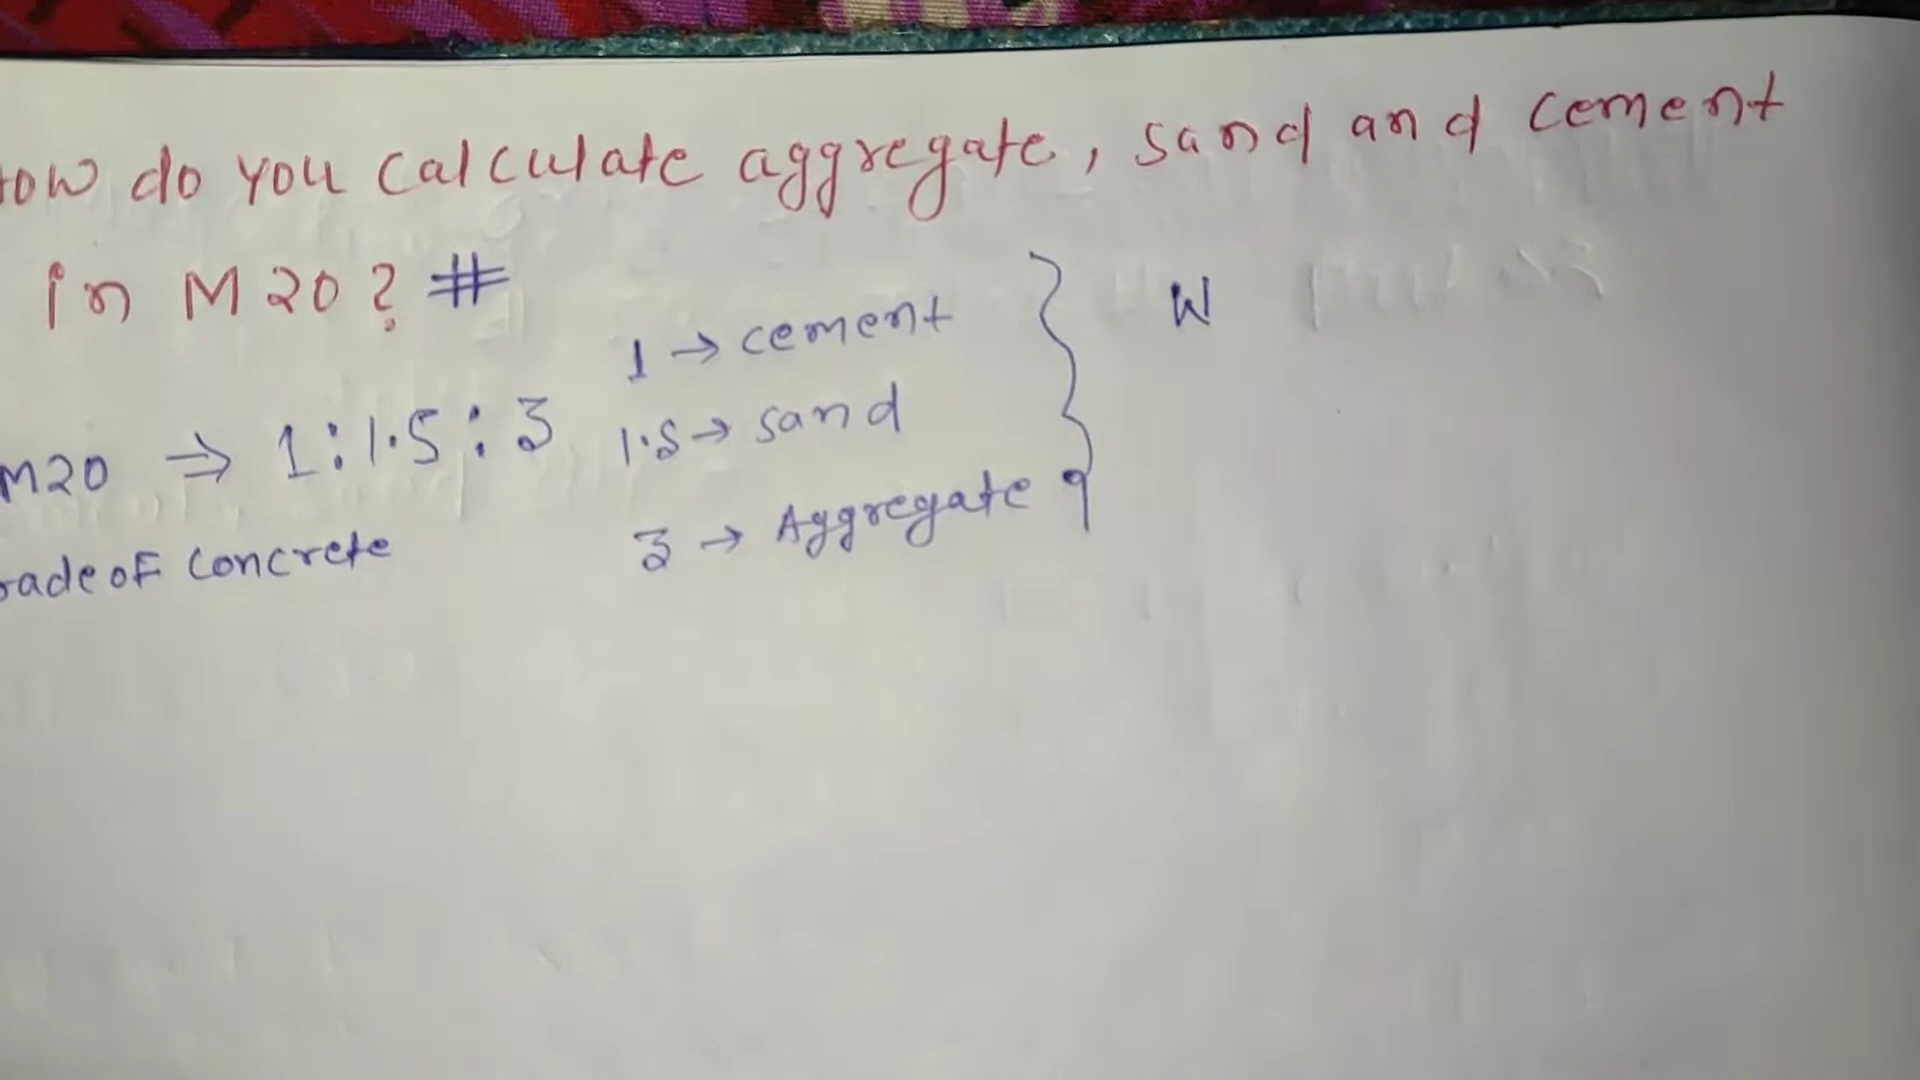 How do you calculate aggregate, sand and cement
in M20? #
1 → cement } W
M20 ⇒ 1:1.5:3 1.5 → sand
3 → Aggregate
rade of concrete